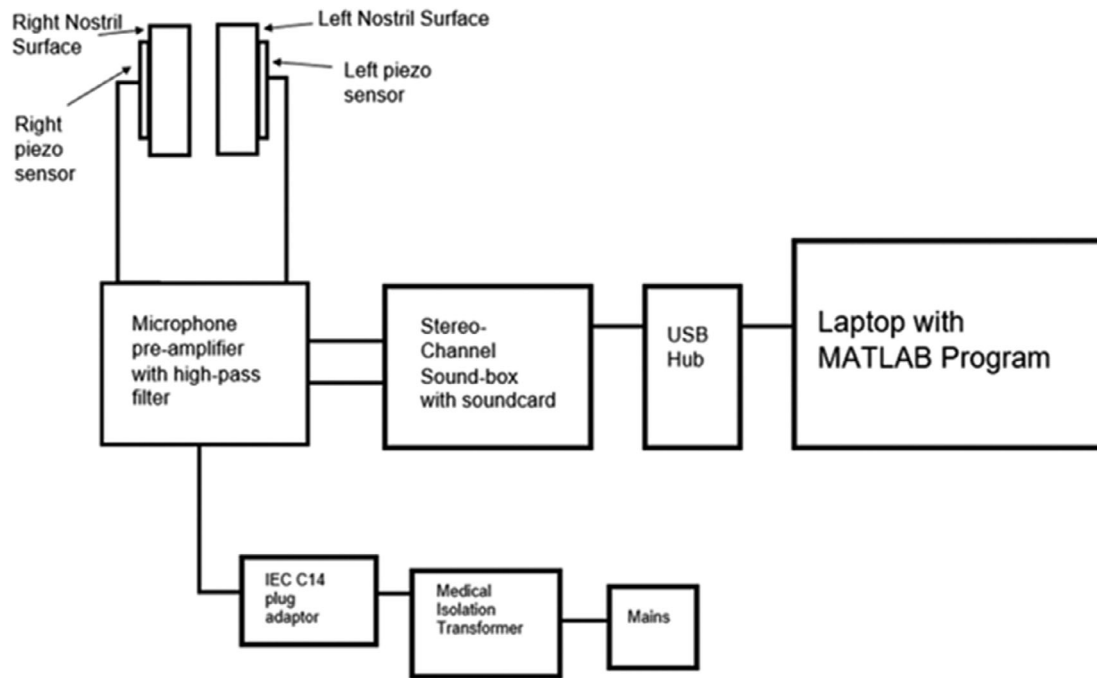 Right Nostril
Surface
Left Nostril Surface
Left piezo
sensor
Right
piezo
sensor
Microphone
pre-amplifier
with high-pass
filter
Stereo-
Channel
Sound-box
with soundcard
USB
Hub
Laptop with
MATLAB Program
IEC C14
plug
adaptor
Medical
Isolation
Transformer
Mains